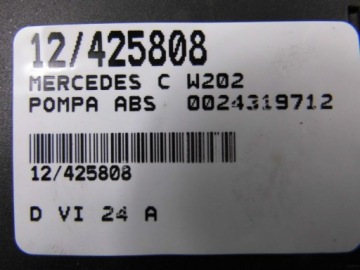 12/425808
MERCEDES C W202
POMPA ABS 0024319712
12/425808
D VI 24 A